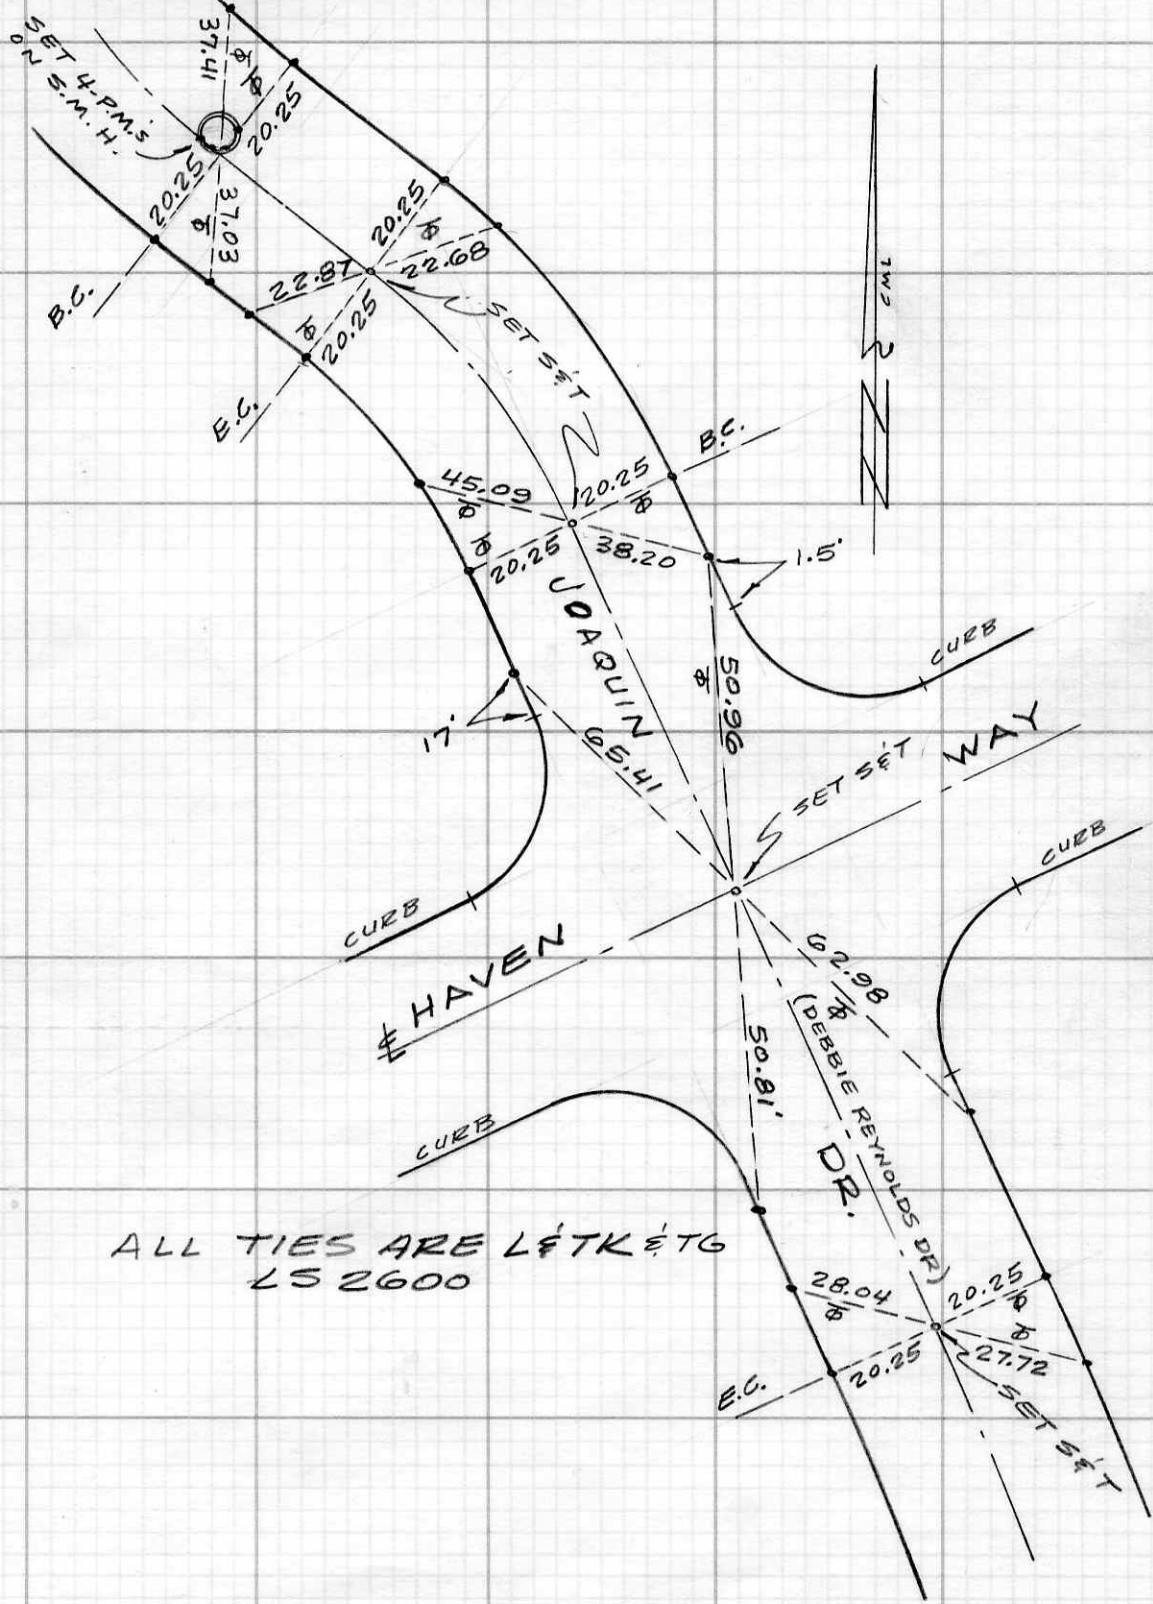 37.41
SET 4-P.M.'s
ON S.M.H.
20.25
20.25
37.03
B.C.
20.25
22.87
22.68
20.25
E.C.
SET S&T
B.C.
45.09
20.25
20.25
38.20
1.5'
JOAQUIN
CURB
17'
65.41
50.96
SET S&T
WAY
CURB
CURB
HAVEN
62.98
(DEBBIE REYNOLDS DR)
50.81'
DR.
CURB
ALL TIES ARE L&TK & TG
LS 2600
28.04
20.25
20.25
27.72
E.C.
SET S&T